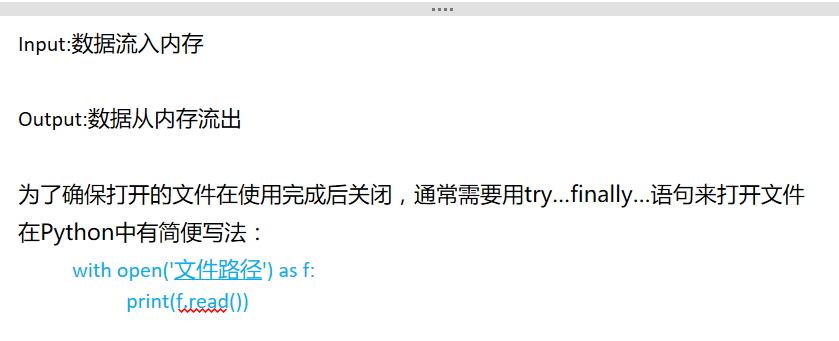 Input:数据流入内存
Output:数据从内存流出
为了确保打开的文件在使用完成后关闭，通常需要用try...finally...语句来打开文件
在Python中有简便写法：
with open('文件路径') as f:
print(f.read())